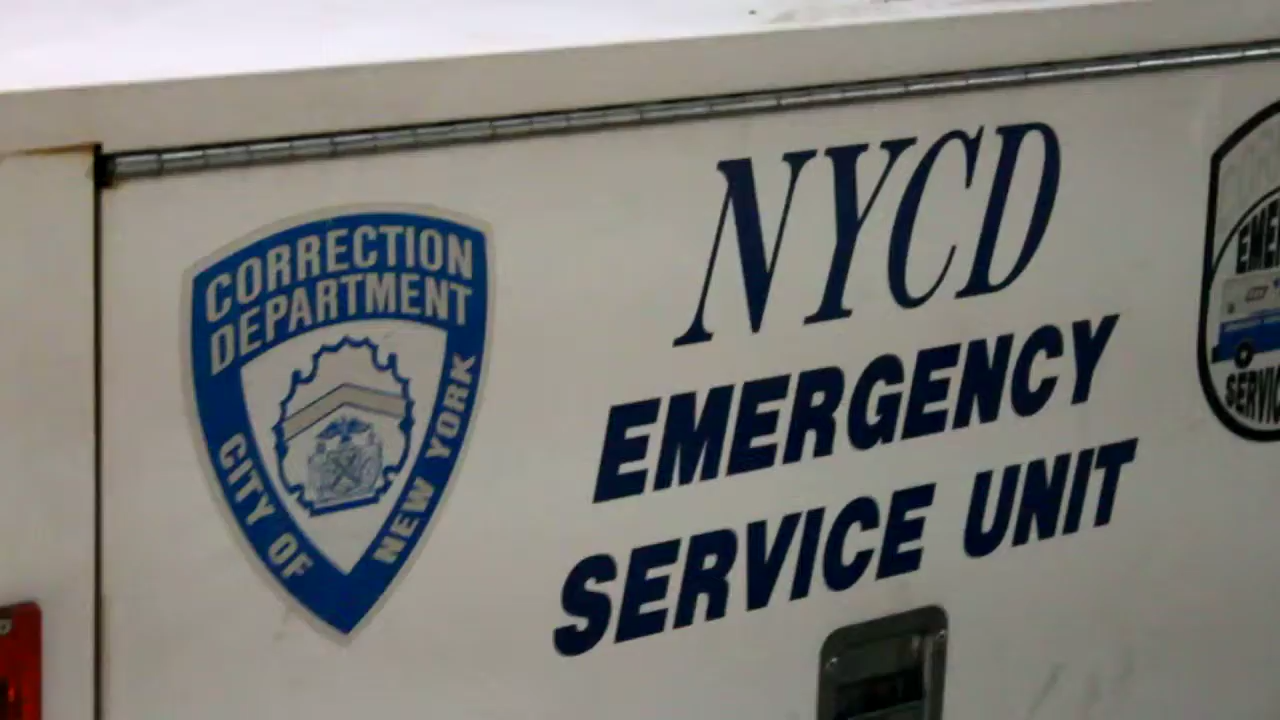 CORRECTION
DEPARTMENT
CITY OF
NEW YORK
NYCD
EMERGENCY
SERVICE UNIT